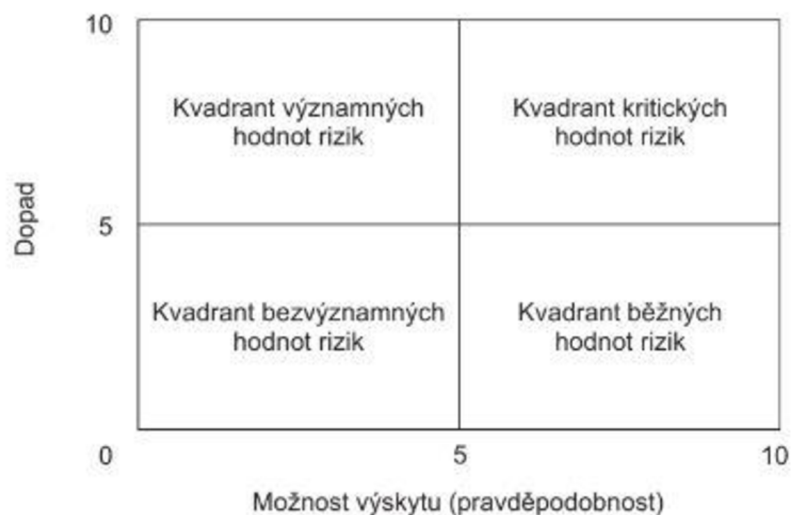 10
Kvadrant významných
hodnot rizik
Kvadrant kritických
hodnot rizik
Dopad
5
Kvadrant bezvýznamných
hodnot rizik
Kvadrant běžných
hodnot rizik
0
5
10
Možnost výskytu (pravděpodobnost)